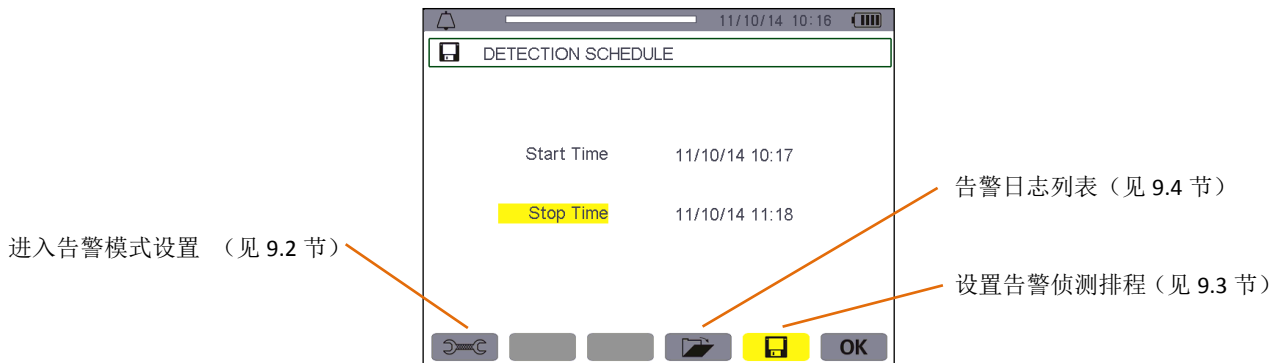 11/10/14 10:16
DETECTION SCHEDULE
Start Time 11/10/14 10:17
告警日志列表（见 9.4 节）
Stop Time 11/10/14 11:18
进入告警模式设置 （见 9.2 节）
设置告警侦测排程（见 9.3 节）
OK